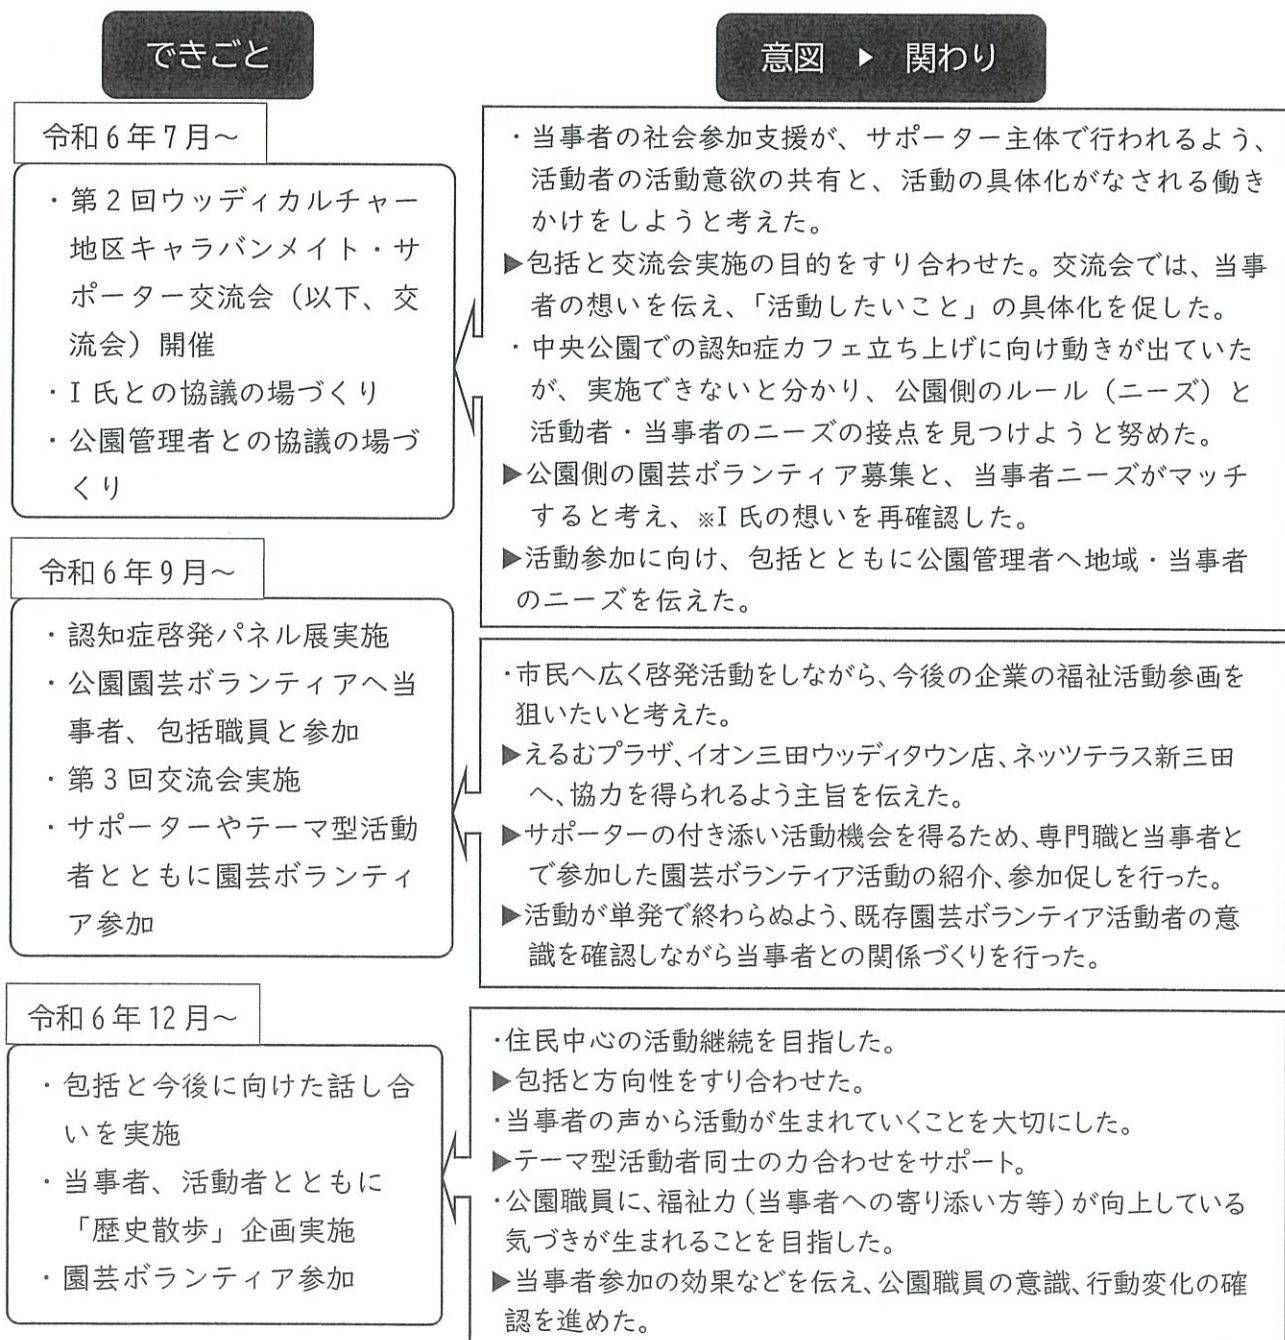 できごと
意図 ▶ 関わり
令和6年7月～
・第2回ウッディカルチャー
地区キャラバンメイト・サ
ポーター交流会（以下、交
流会）開催
・I氏との協議の場づくり
・公園管理者との協議の場づ
くり
・当事者の社会参加支援が、サポーター主体で行われるよう、
活動者の活動意欲の共有と、活動の具体化がなされる働き
かけをしようと考えた。
▶包括と交流会実施の目的をすり合わせた。交流会では、当事
者の想いを伝え、「活動したいこと」の具体化を促した。
・中央公園での認知症カフェ立ち上げに向け動きが出ていた
が、実施できないと分かり、公園側のルール（ニーズ）と
活動者・当事者のニーズの接点を見つけようと努めた。
▶公園側の園芸ボランティア募集と、当事者ニーズがマッチ
すると考え、※I氏の想いを再確認した。
▶活動参加に向け、包括とともに公園管理者へ地域・当事者
のニーズを伝えた。
令和6年9月～
・認知症啓発パネル展実施
・公園園芸ボランティアへ当
事者、包括職員と参加
・第3回交流会実施
・サポーターやテーマ型活動
者とともに園芸ボランティ
ア参加
・市民へ広く啓発活動をしながら、今後の企業の福祉活動参画を
狙いたいと考えた。
▶えるむプラザ、イオン三田ウッディタウン店、ネッツテラス新三田
へ、協力を得られるよう主旨を伝えた。
▶サポーターの付き添い活動機会を得るため、専門職と当事者と
で参加した園芸ボランティア活動の紹介、参加促しを行った。
▶活動が単発で終わらぬよう、既存園芸ボランティア活動者の意
識を確認しながら当事者との関係づくりを行った。
令和6年12月～
・包括と今後に向けた話し合
いを実施
・当事者、活動者とともに
「歴史散歩」企画実施
・園芸ボランティア参加
・住民中心の活動継続を目指した。
▶包括と方向性をすり合わせた。
・当事者の声から活動が生まれていくことを大切にした。
▶テーマ型活動者同士の力合わせをサポート。
・公園職員に、福祉力（当事者への寄り添い方等）が向上している
気づきが生まれることを目指した。
▶当事者参加の効果などを伝え、公園職員の意識、行動変化の確
認を進めた。